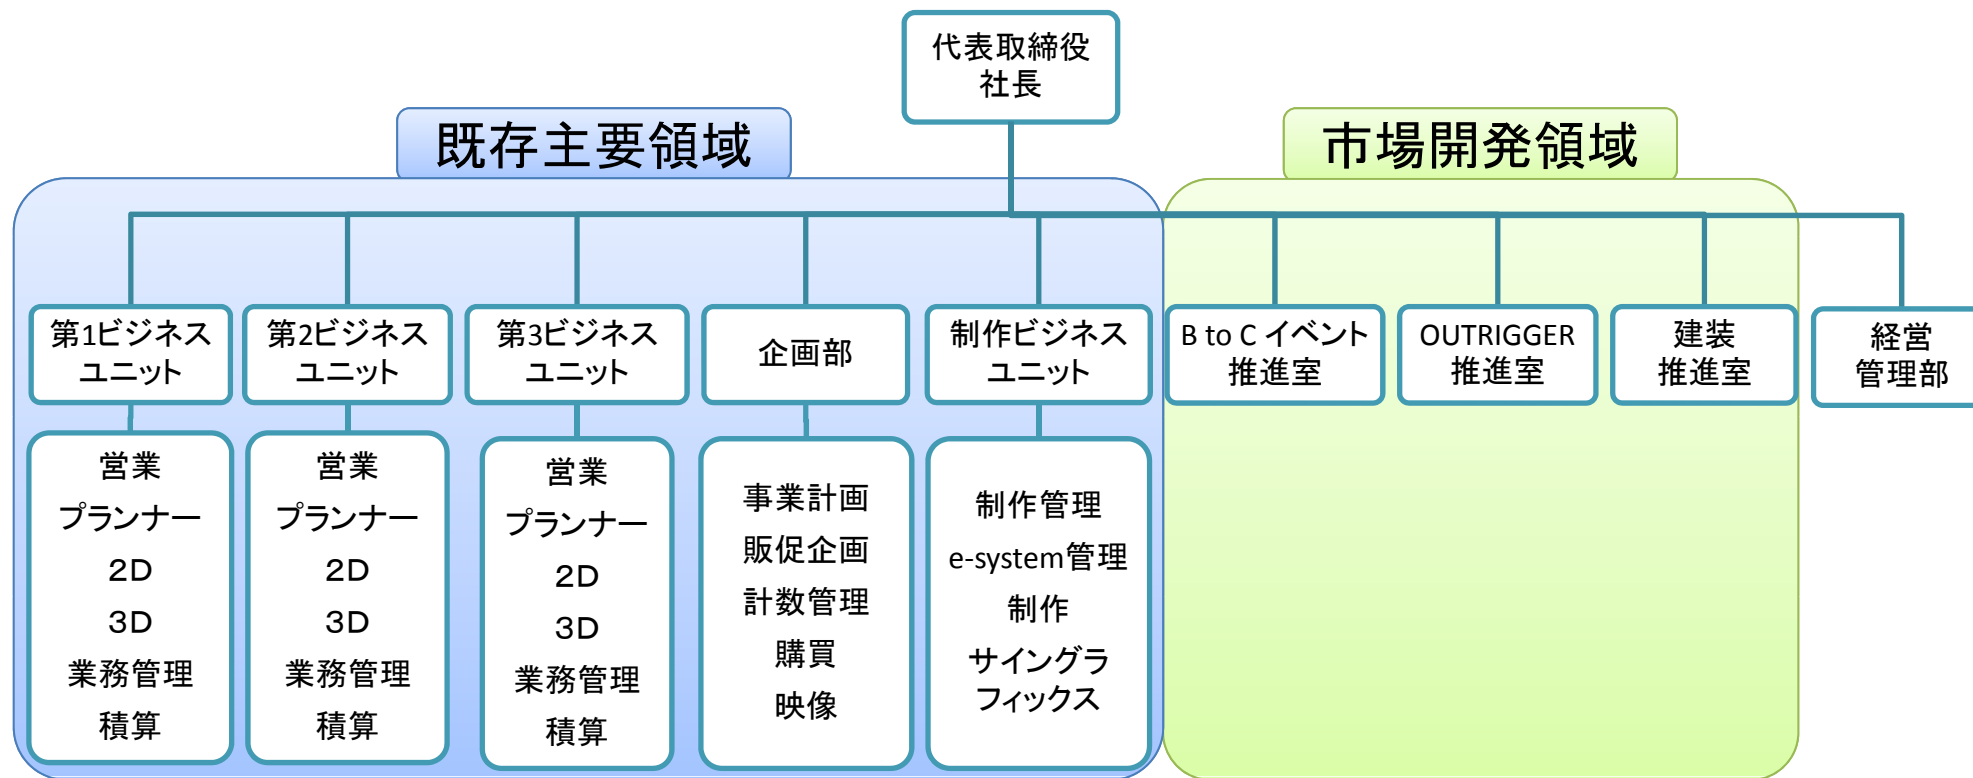 代表取締役
社長
既存主要領域
市場開発領域
第1ビジネス
ユニット
第2ビジネス
ユニット
第3ビジネス
ユニット
企画部
制作ビジネス
ユニット
B to C イベント
推進室
OUTRIGGER
推進室
建装
推進室
経営
管理部
営業
プランナー
２D
３D
業務管理
積算
営業
プランナー
２D
３D
業務管理
積算
営業
プランナー
２D
３D
業務管理
積算
事業計画
販促企画
計数管理
購買
映像
制作管理
e-system管理
制作
サイングラ
フィックス